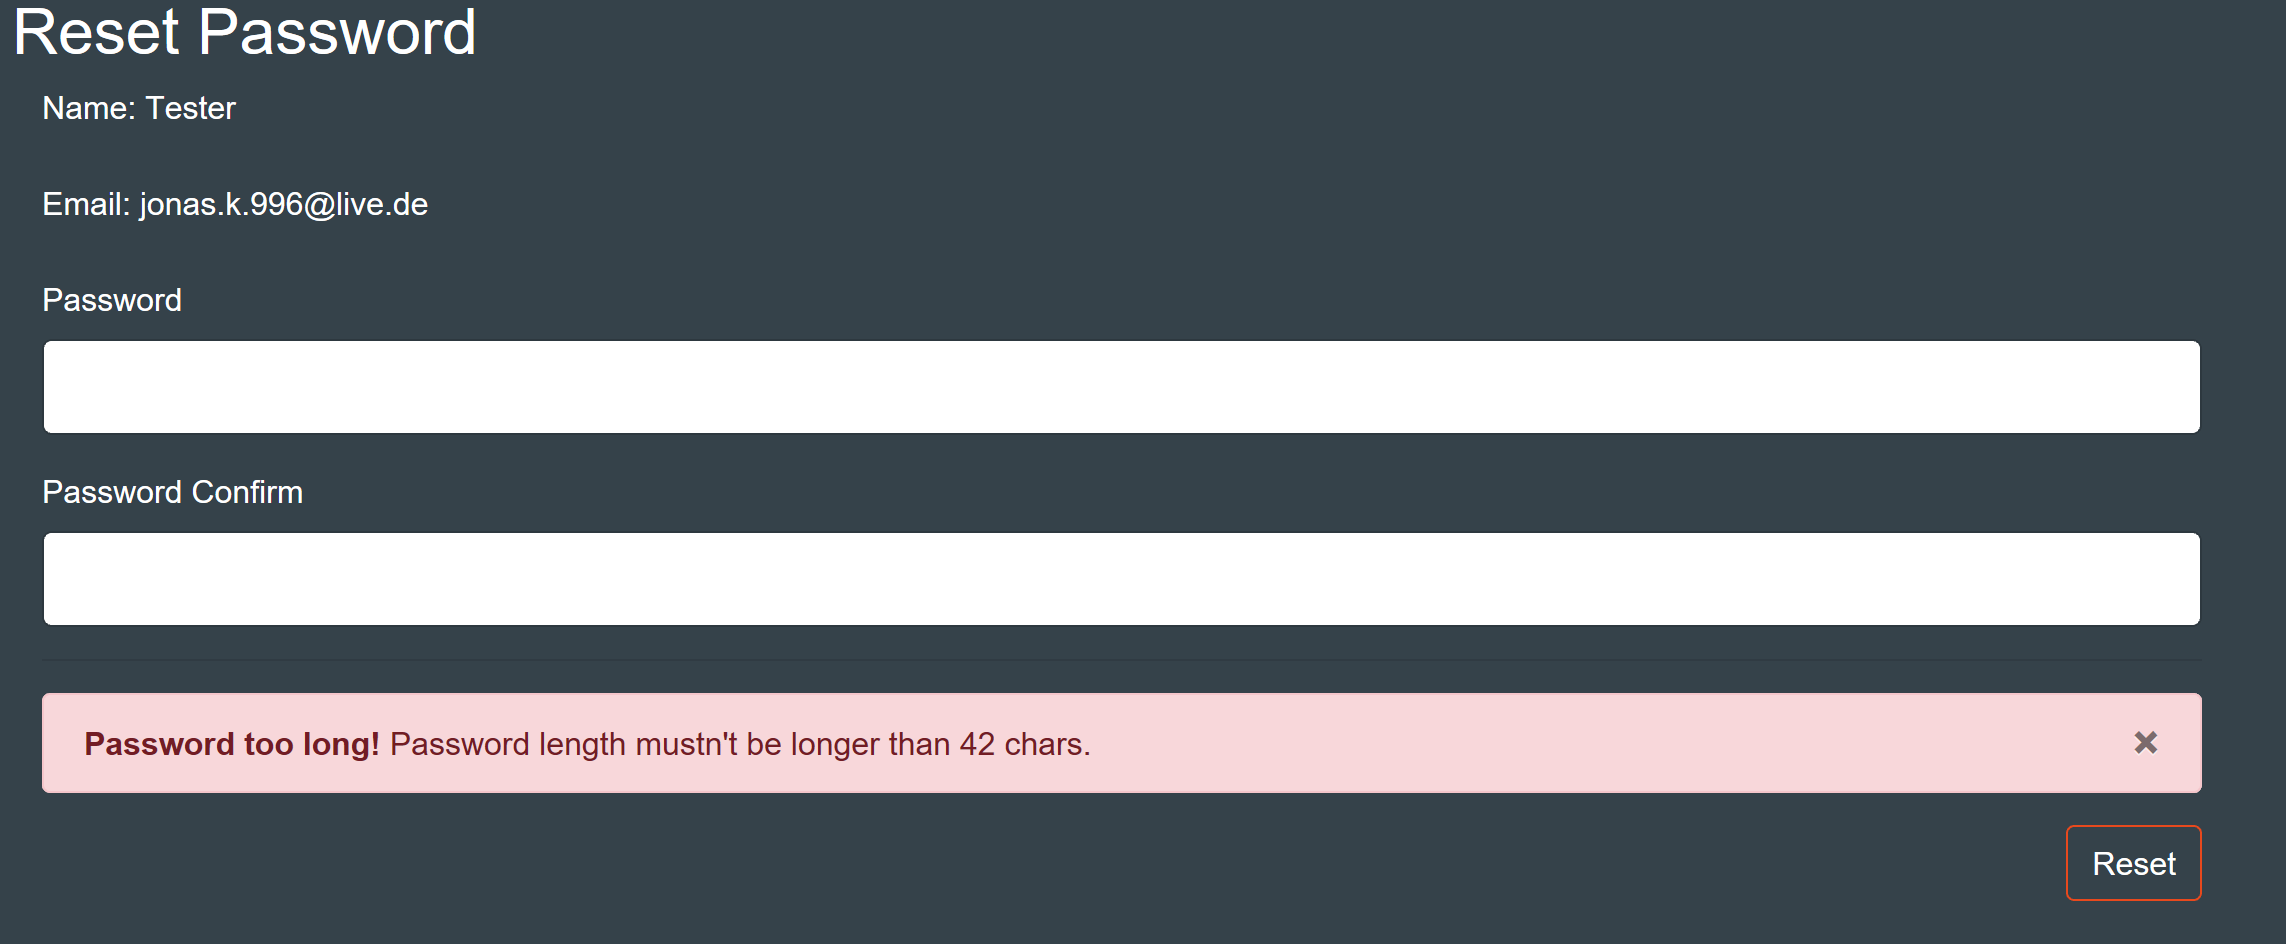 Reset Password
Name: Tester
Email: jonas.k.996@live.de
Password
Password Confirm
Password too long! Password length mustn't be longer than 42 chars.
Reset